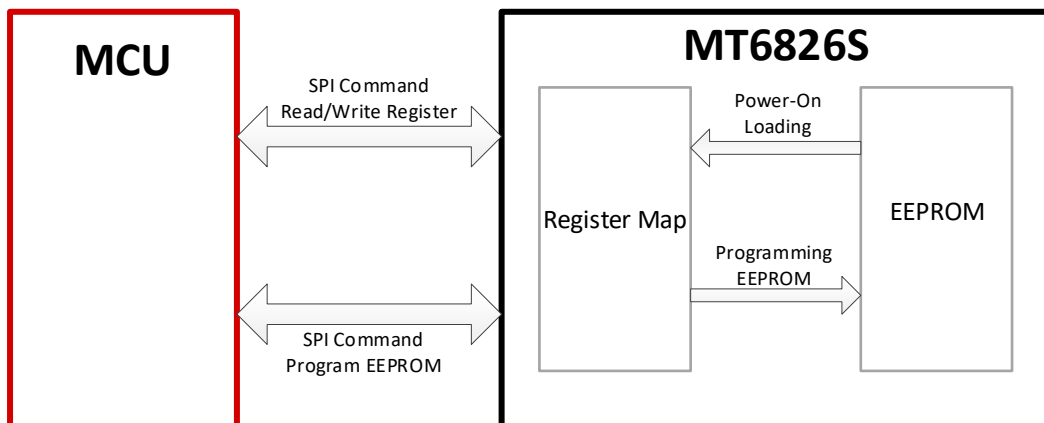 MCU
SPI Command
Read/Write Register
SPI Command
Program EEPROM
MT6826S
Register Map
Power-On
Loading
Programming
EEPROM
EEPROM